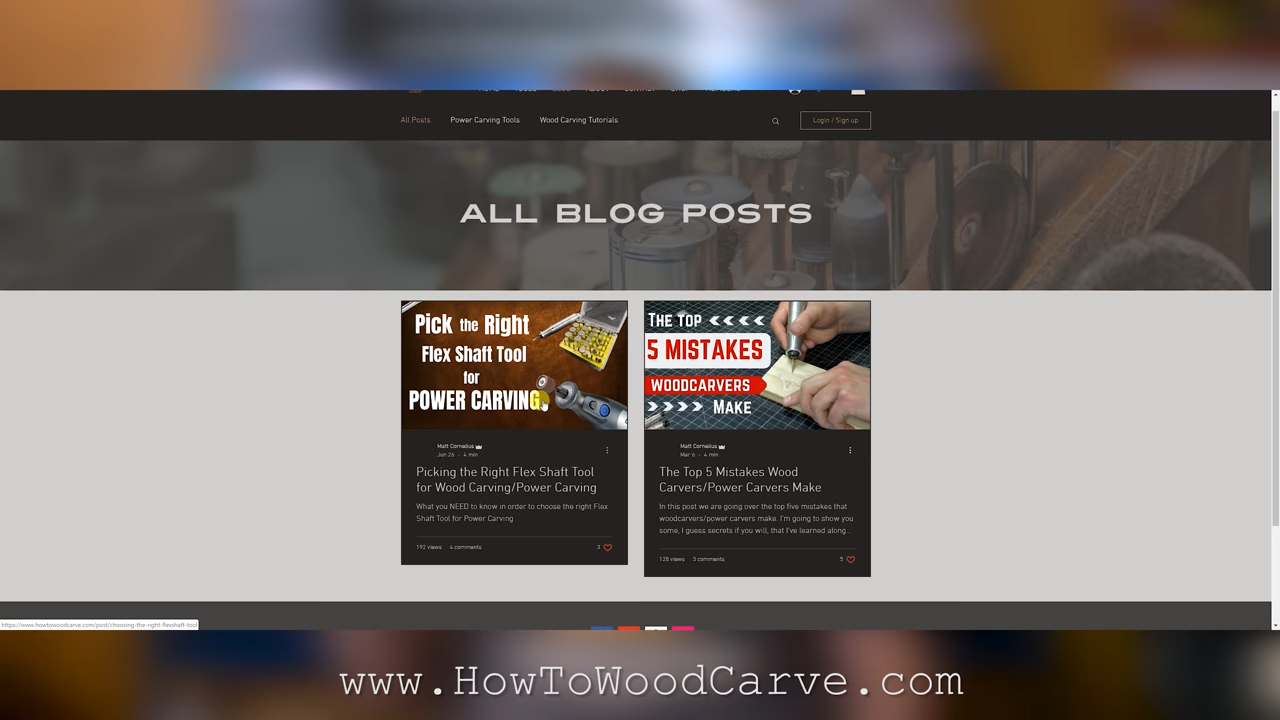 All Posts
Power Carving Tools
Wood Carving Tutorials
Login / Sign up
ALL BLOG POSTS
Pick the Right
Flex Shaft Tool
for
POWER CARVING
THE TOP
5 MISTAKES
WOODCARVERS
MAKE
Matt Cornelius
Jun 26 · 4 min
Picking the Right Flex Shaft Tool
for Wood Carving/Power Carving
What you NEED to know in order to choose the right Flex
Shaft Tool for Power Carving
192 views 4 comments
3
Matt Cornelius
Mar 6 · 4 min
The Top 5 Mistakes Wood
Carvers/Power Carvers Make
In this post we are going over the top five mistakes that
woodcarvers/power carvers make. I'm going to show you
some, I guess secrets if you will, that I've learned along...
128 views 3 comments
5
https://www.howtowoodcarve.com/post/choosing-the-right-flexshaft-tool
www.HowToWoodCarve.com